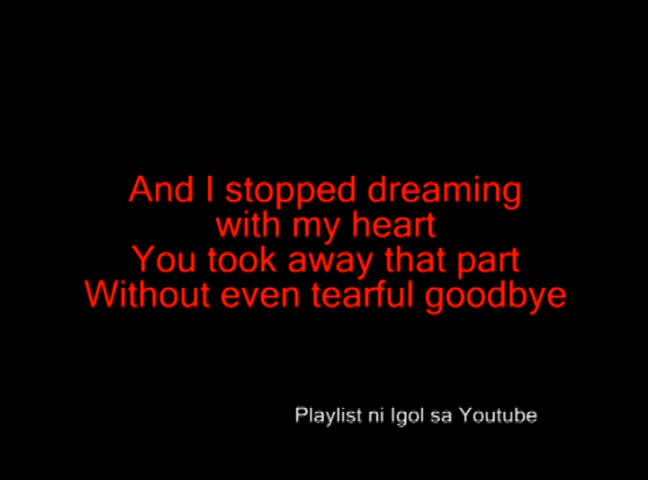 And I stopped dreaming
with my heart
You took away that part
Without even tearful goodbye
Playlist ni Igol sa Youtube